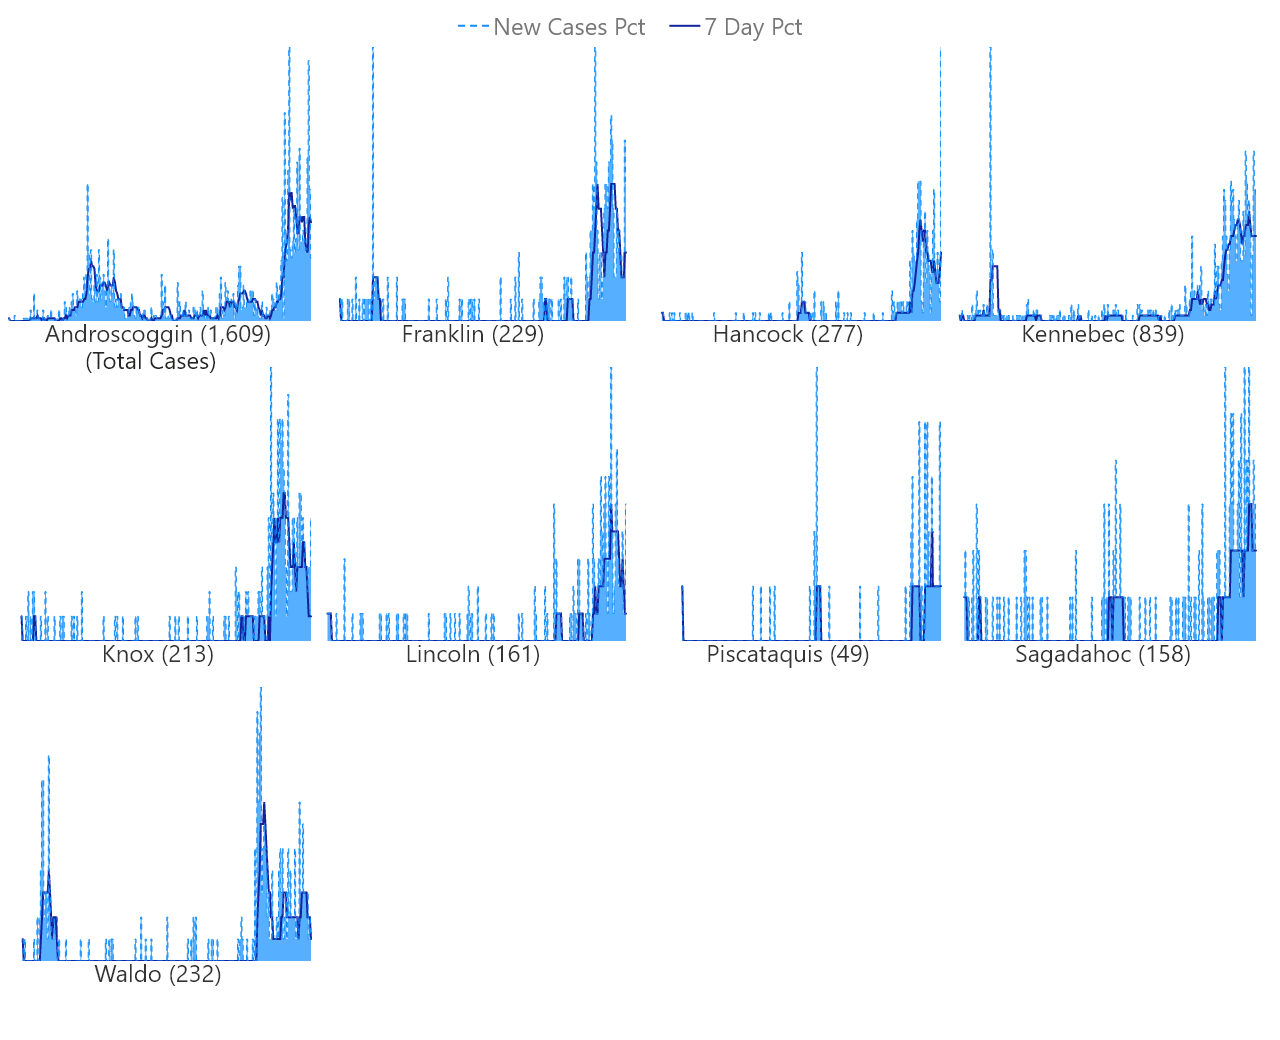 New Cases Pct 7 Day Pct
Androscoggin (1,609)
(Total Cases)
Franklin (229)
Hancock (277)
Kennebec (839)
Knox (213)
Lincoln (161)
Piscataquis (49)
Sagadahoc (158)
Waldo (232)